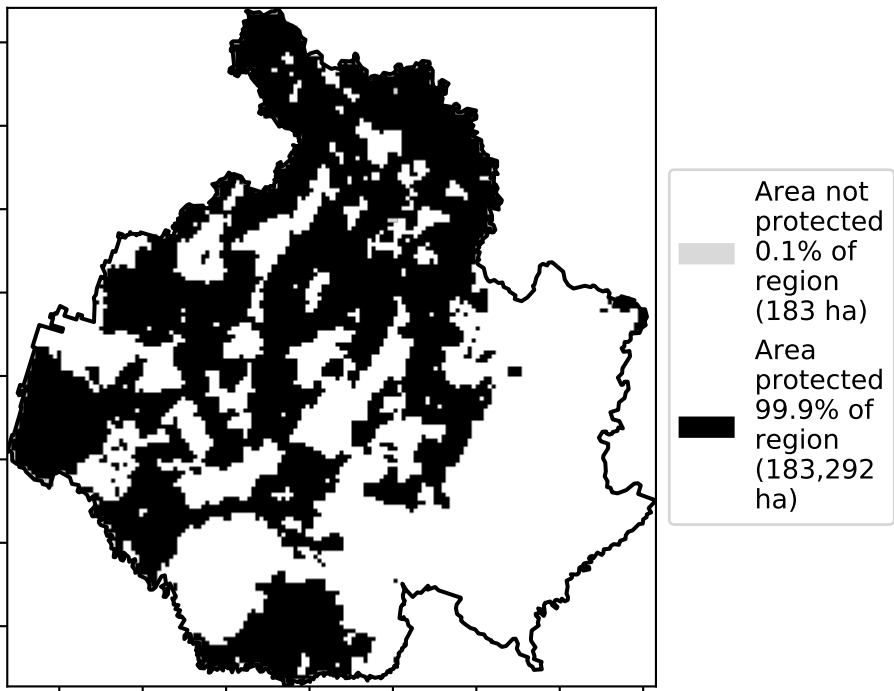 Area not
protected
0.1% of
region
(183 ha)
Area
protected
99.9% of
region
(183,292
ha)